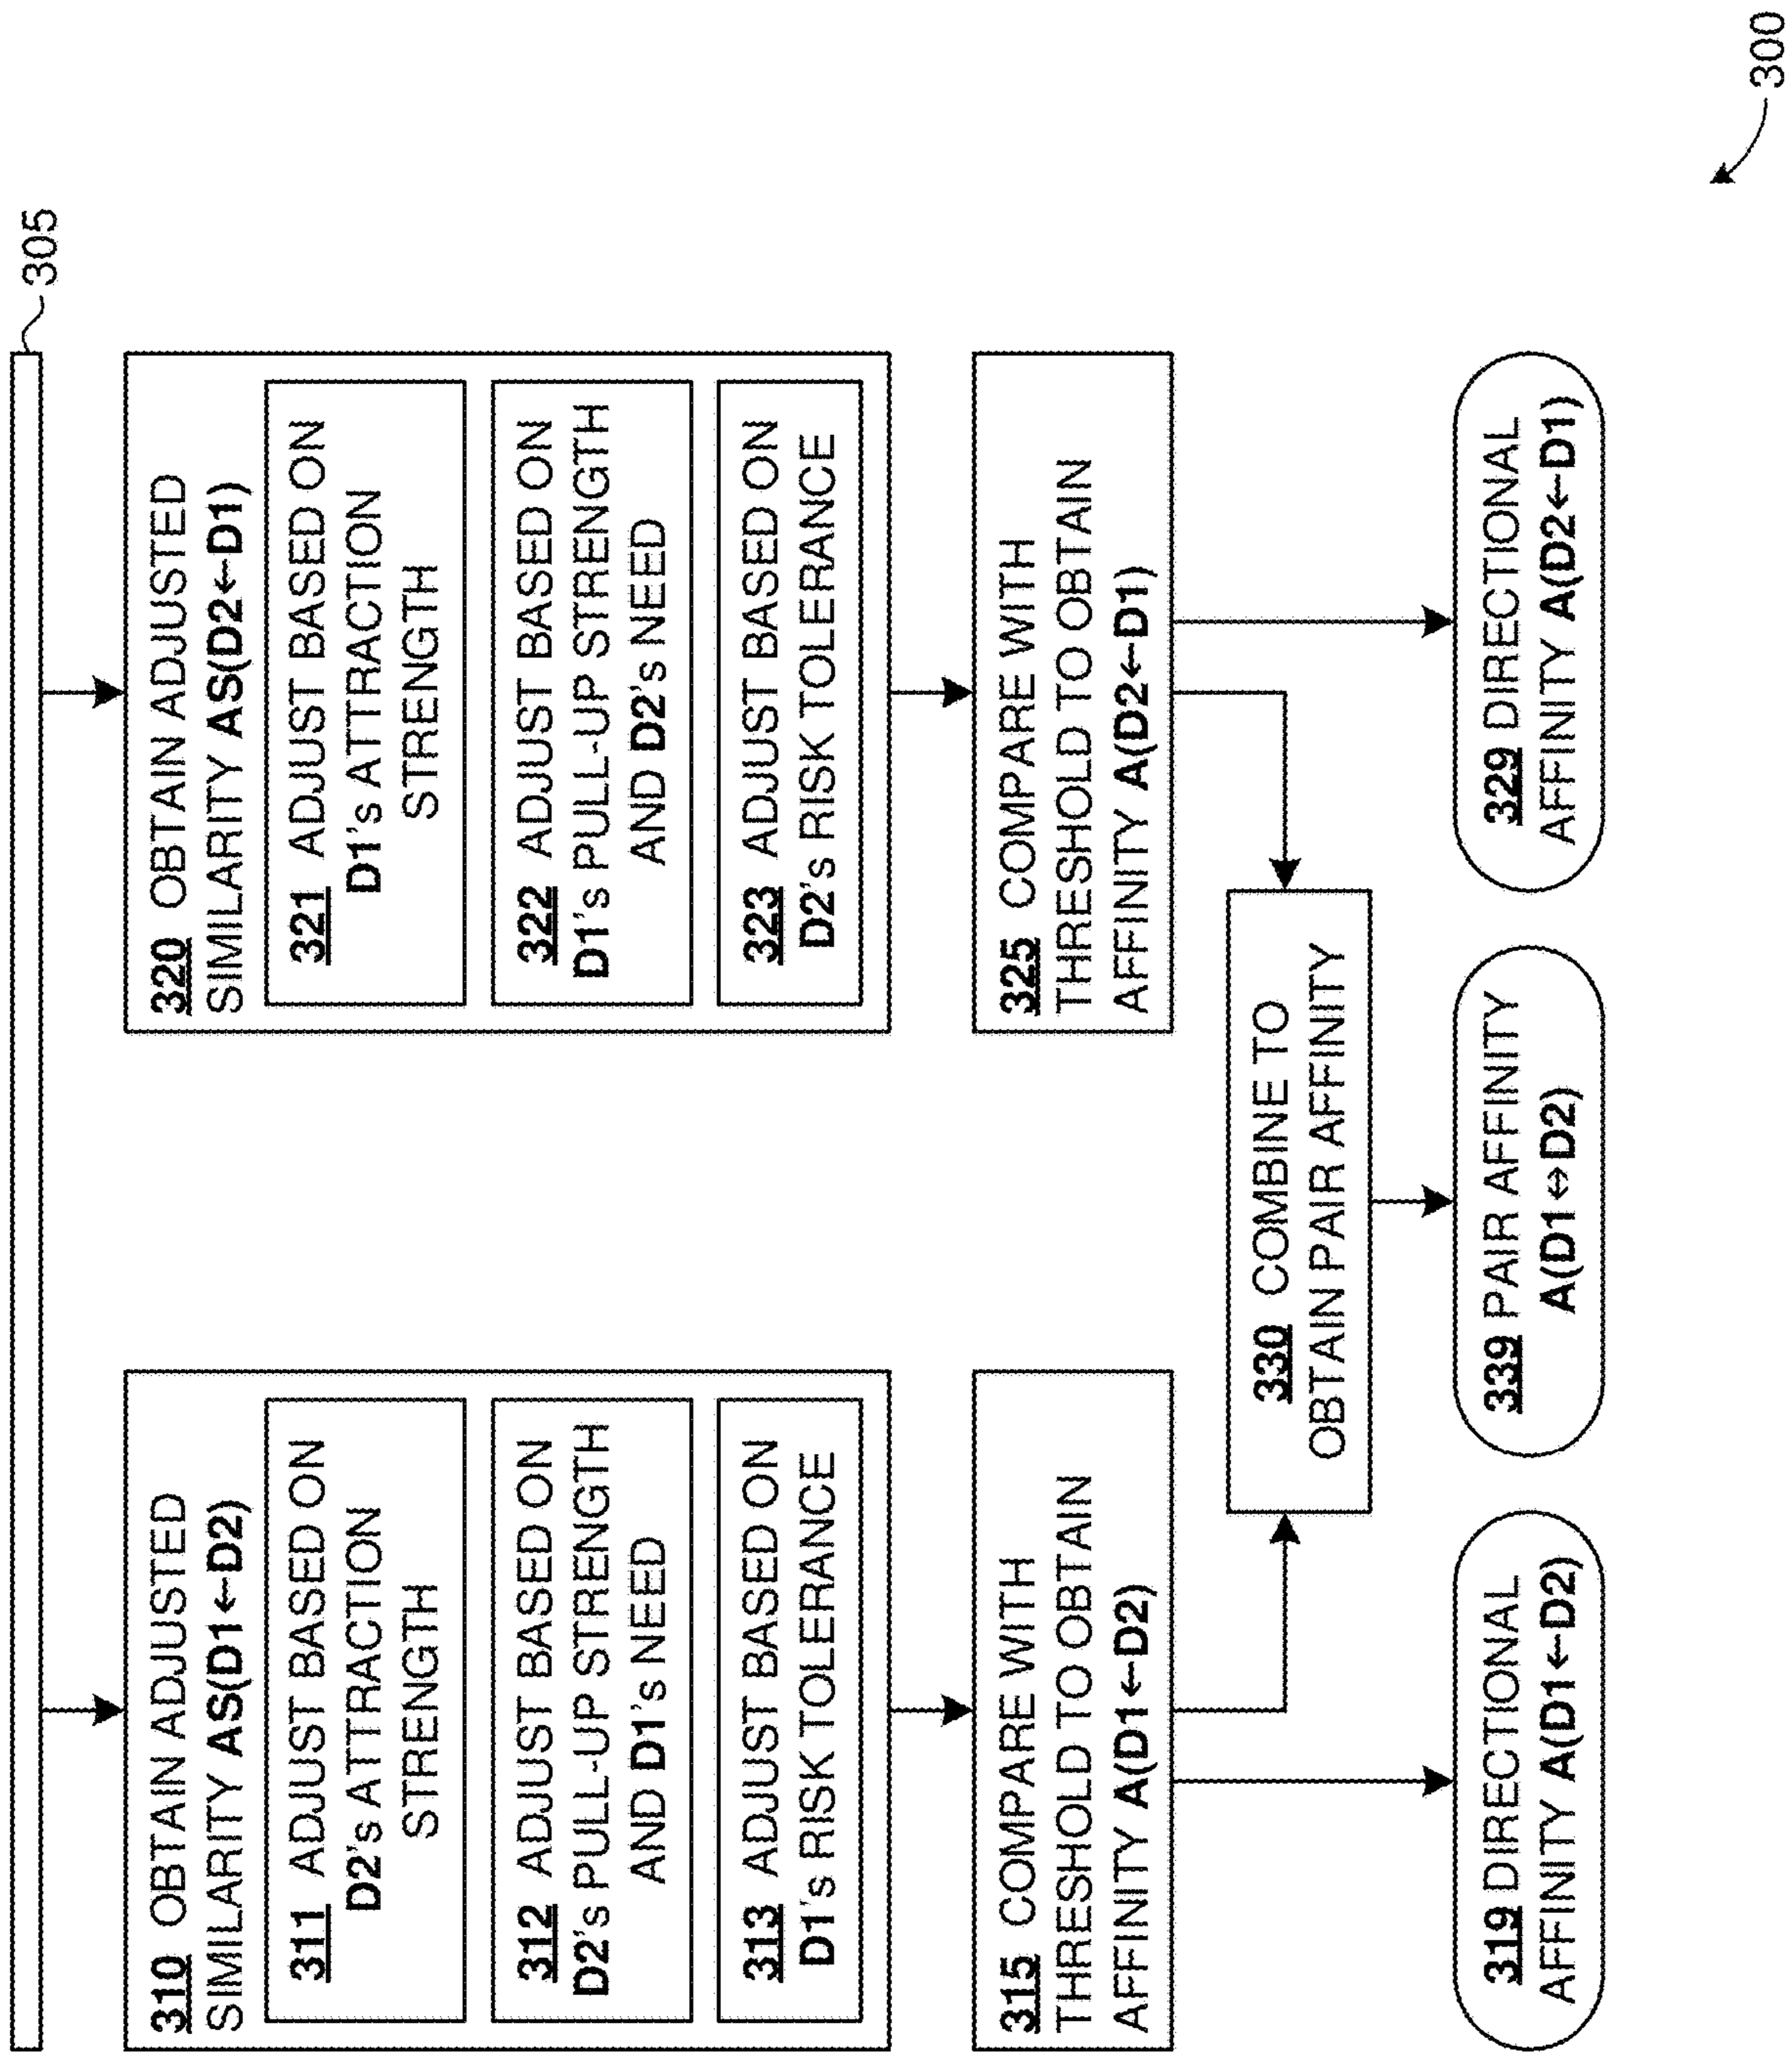 305
310 OBTAIN ADJUSTED
SIMILARITY AS(D1←D2)
311 ADJUST BASED ON
D2's ATTRACTION
STRENGTH
312 ADJUST BASED ON
D2's PULL-UP STRENGTH
AND D1's NEED
313 ADJUST BASED ON
D1's RISK TOLERANCE
320 OBTAIN ADJUSTED
SIMILARITY AS(D2←D1)
321 ADJUST BASED ON
D1's ATTRACTION
STRENGTH
322 ADJUST BASED ON
D1's PULL-UP STRENGTH
AND D2's NEED
323 ADJUST BASED ON
D2's RISK TOLERANCE
315 COMPARE WITH
THRESHOLD TO OBTAIN
AFFINITY A(D1←D2)
325 COMPARE WITH
THRESHOLD TO OBTAIN
AFFINITY A(D2←D1)
330 COMBINE TO
OBTAIN PAIR AFFINITY
319 DIRECTIONAL
AFFINITY A(D1←D2)
339 PAIR AFFINITY
A(D1⇔D2)
329 DIRECTIONAL
AFFINITY A(D2←D1)
300